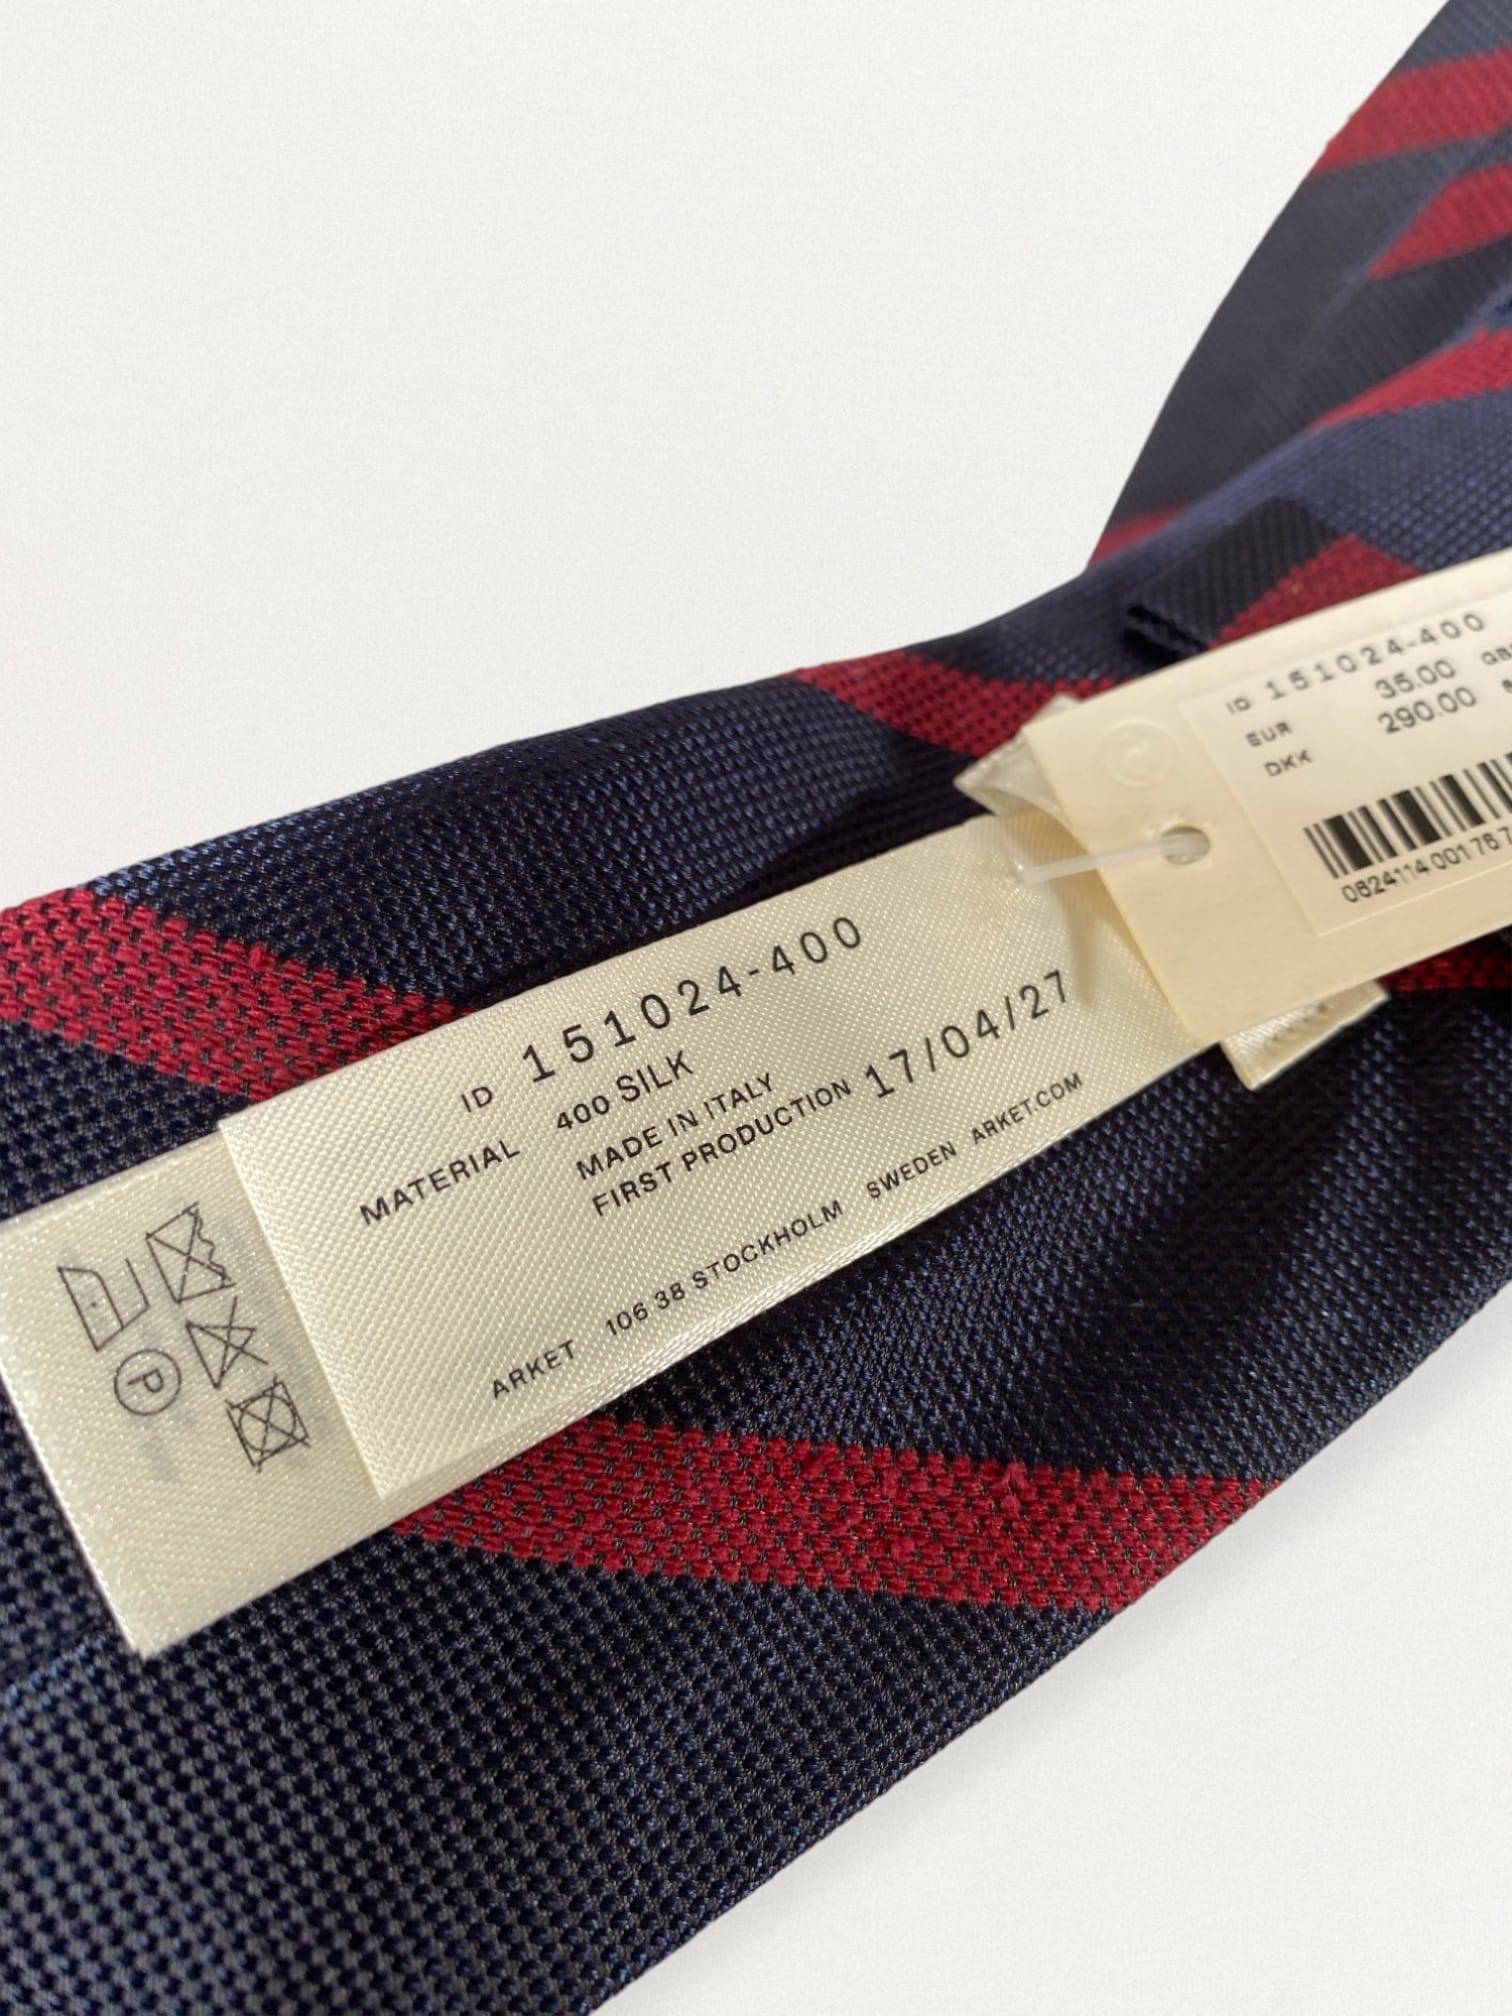 ID 151024-400
MATERIAL 400 SILK
MADE IN ITALY
FIRST PRODUCTION 17/04/27
ARKET 106 38 STOCKHOLM SWEDEN ARKET.COM
P
ID 151024-400
EUR 35.00
DKK 290.00